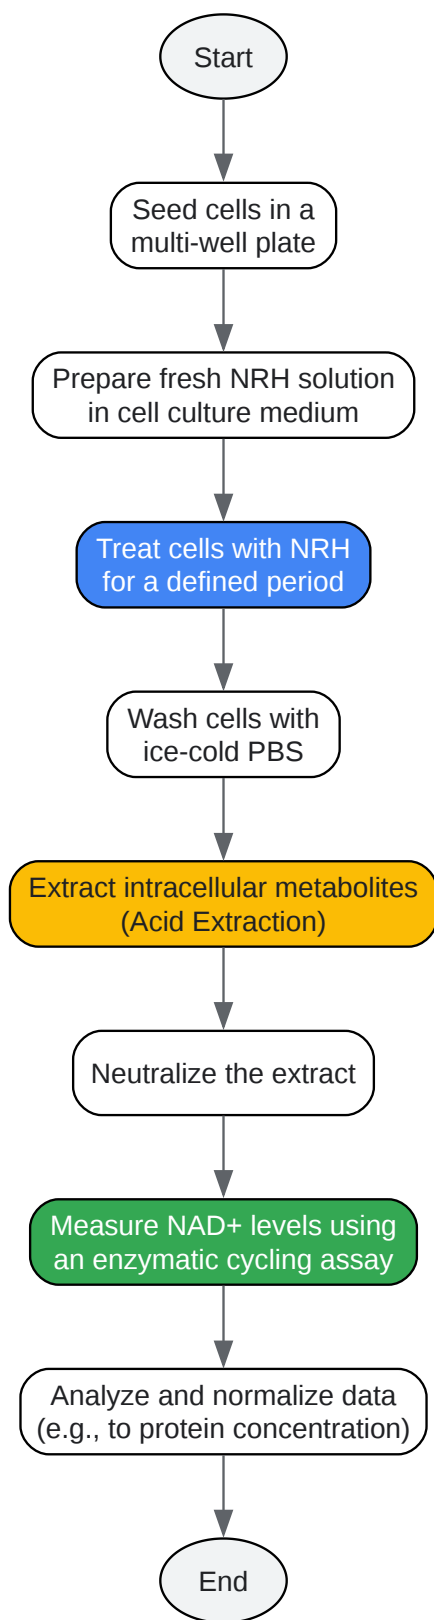 Start
Seed cells in a
multi-well plate
Prepare fresh NRH solution
in cell culture medium
Treat cells with NRH
for a defined period
Wash cells with
ice-cold PBS
Extract intracellular metabolites
(Acid Extraction)
Neutralize the extract
Measure NAD+ levels using
an enzymatic cycling assay
Analyze and normalize data
(e.g., to protein concentration)
End